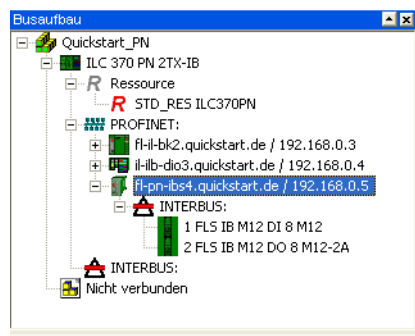 Busaufbau
Quickstart_PN
ILC 370 PN 2TX-IB
R Ressource
R STD_RES ILC370PN
PROFINET:
fl-il-bk2.quickstart.de / 192.168.0.3
il-ilb-dio3.quickstart.de / 192.168.0.4
fl-pn-ibs4.quickstart.de / 192.168.0.5
INTERBUS:
1 FLS IB M12 DI 8 M12
2 FLS IB M12 DO 8 M12-2A
INTERBUS:
Nicht verbunden